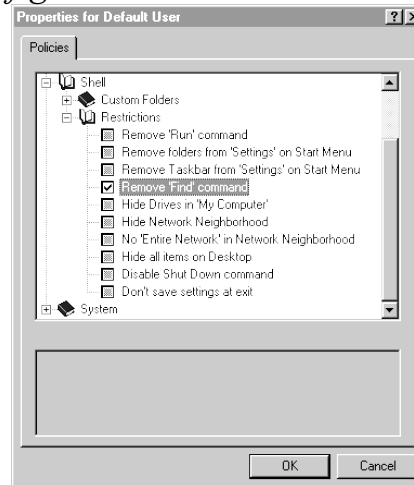 Properties for Default User
Policies
Shell
Custom Folders
Restrictions
Remove 'Run' command
Remove folders from 'Settings' on Start Menu
Remove Taskbar from 'Settings' on Start Menu
Remove 'Find' command
Hide Drives in 'My Computer'
Hide Network Neighborhood
No 'Entire Network' in Network Neighborhood
Hide all items on Desktop
Disable Shut Down command
Don't save settings at exit
System
OK Cancel